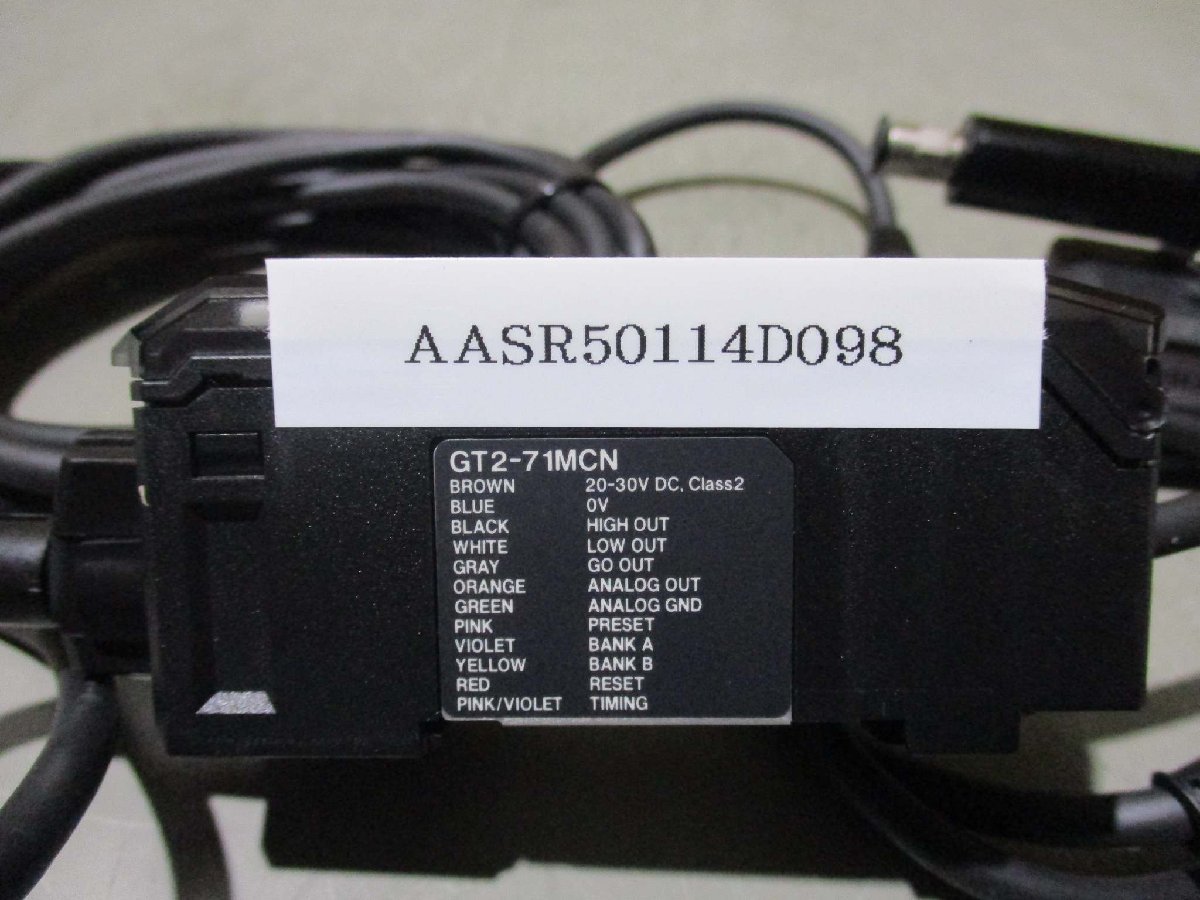 AASR50114D098
GT2-71MCN
BROWN 20-30V DC, Class2
BLUE 0V
BLACK HIGH OUT
WHITE LOW OUT
GRAY GO OUT
ORANGE ANALOG OUT
GREEN ANALOG GND
PINK PRESET
VIOLET BANK A
YELLOW BANK B
RED RESET
PINK/VIOLET TIMING